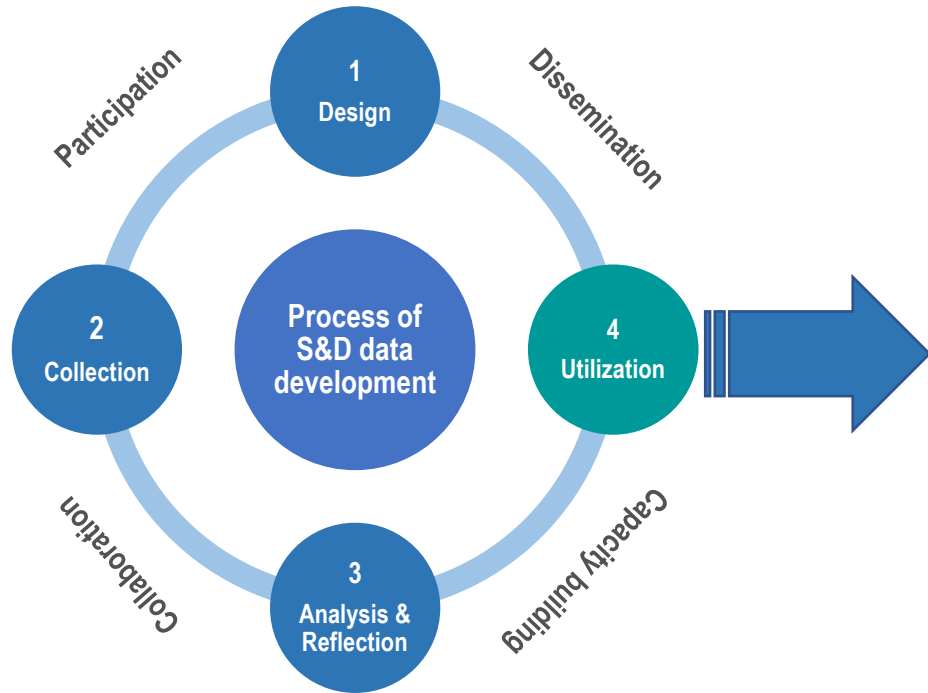 Participation
1
Design
Dissemination
2
Collection
Process of
S&D data
development
4
Utilization
Collaboration
3
Analysis &
Reflection
Capacity building